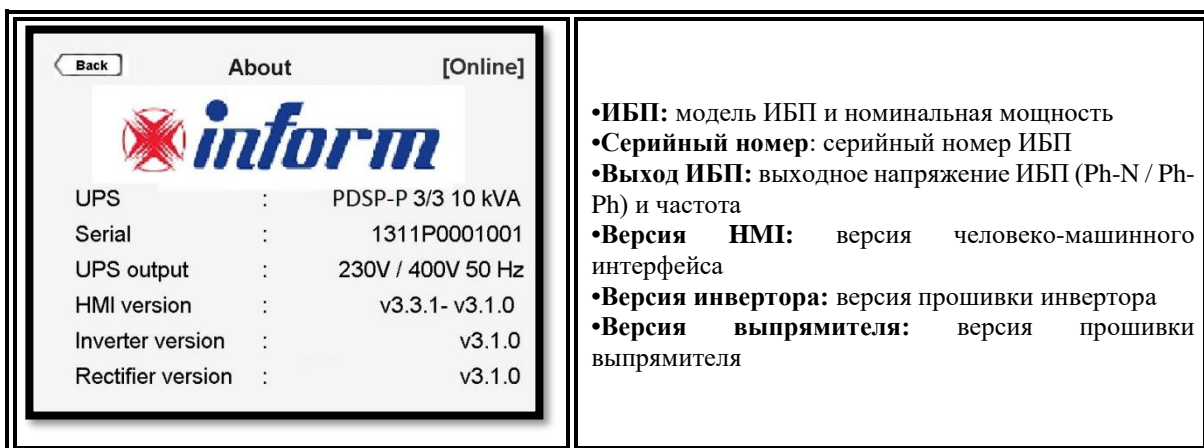 Back About [Online]
inform
UPS : PDSP-P 3/3 10 kVA
Serial : 1311P0001001
UPS output : 230V / 400V 50 Hz
HMI version : v3.3.1- v3.1.0
Inverter version : v3.1.0
Rectifier version : v3.1.0
•ИБП: модель ИБП и номинальная мощность
•Серийный номер: серийный номер ИБП
•Выход ИБП: выходное напряжение ИБП (Ph-N / Ph-
Ph) и частота
•Версия HMI: версия человеко-машинного
интерфейса
•Версия инвертора: версия прошивки инвертора
•Версия выпрямителя: версия прошивки
выпрямителя